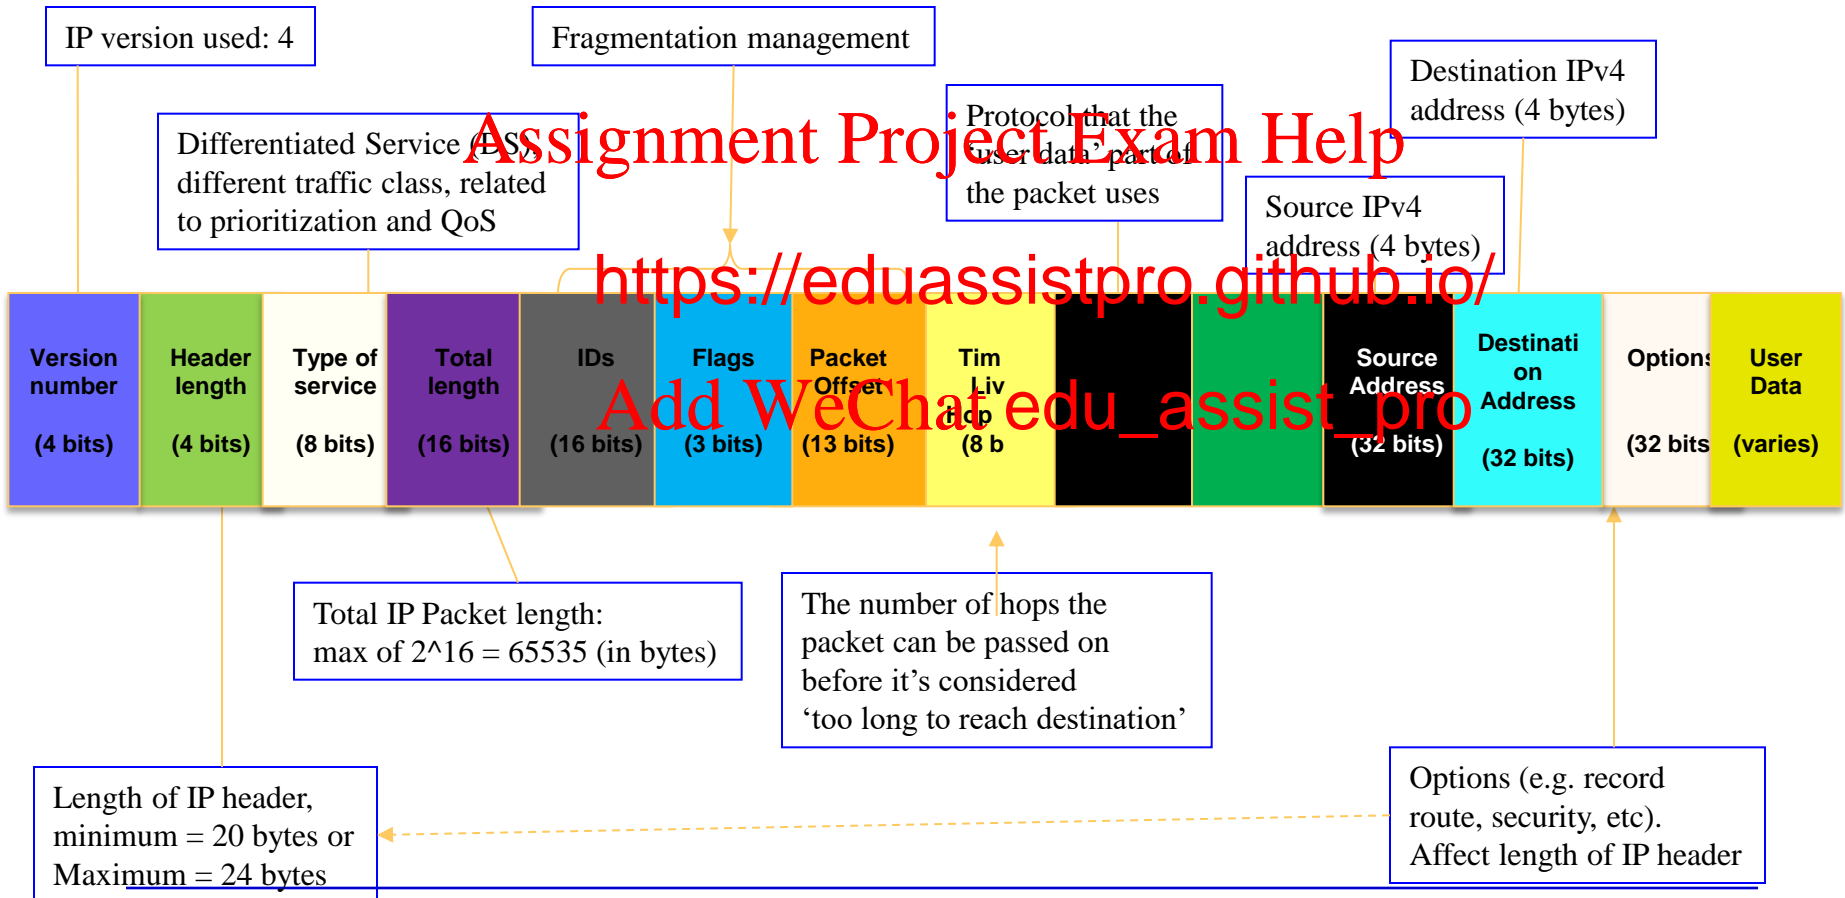 IP version used: 4
Fragmentation management
Destination IPv4
address (4 bytes)
Differentiated Service (DS),
different traffic class, related
to prioritization and QoS
Protocol that the
‘user data’ part of
the packet uses
Assignment Project Exam Help
Source IPv4
address (4 bytes)
https://eduassistpro.github.io/
Version
number
(4 bits)
Header
length
(4 bits)
Type of
service
(8 bits)
Total
length
(16 bits)
IDs
(16 bits)
Flags
(3 bits)
Packet
Offset
(13 bits)
Tim
Liv
hop
(8 b
Source
Address
(32 bits)
Destinati
on
Address
(32 bits)
Options
(32 bits
User
Data
(varies)
Add WeChat edu_assist_pro
Total IP Packet length:
max of 2^16 = 65535 (in bytes)
The number of hops the
packet can be passed on
before it’s considered
‘too long to reach destination’
Length of IP header,
minimum = 20 bytes or
Maximum = 24 bytes
Options (e.g. record
route, security, etc).
Affect length of IP header